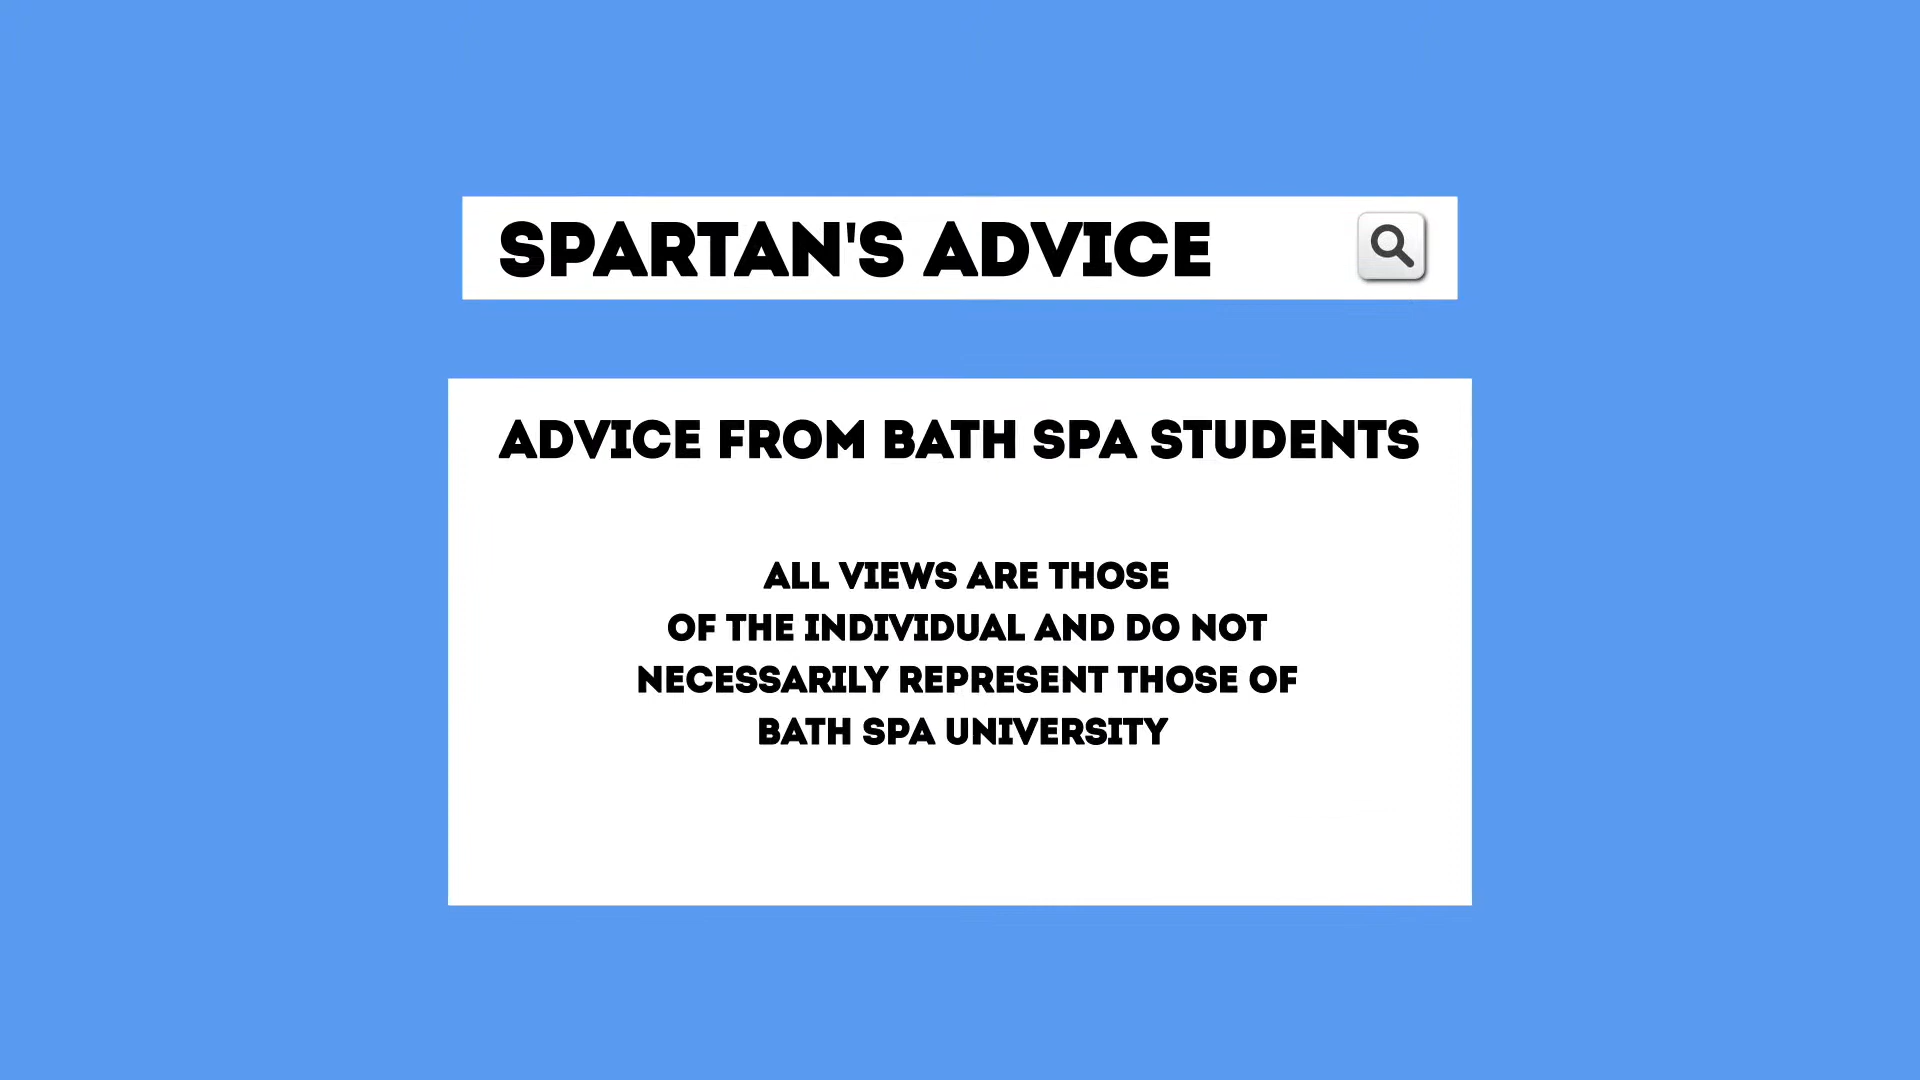 SPARTAN'S ADVICE
ADVICE FROM BATH SPA STUDENTS
ALL VIEWS ARE THOSE
OF THE INDIVIDUAL AND DO NOT
NECESSARILY REPRESENT THOSE OF
BATH SPA UNIVERSITY